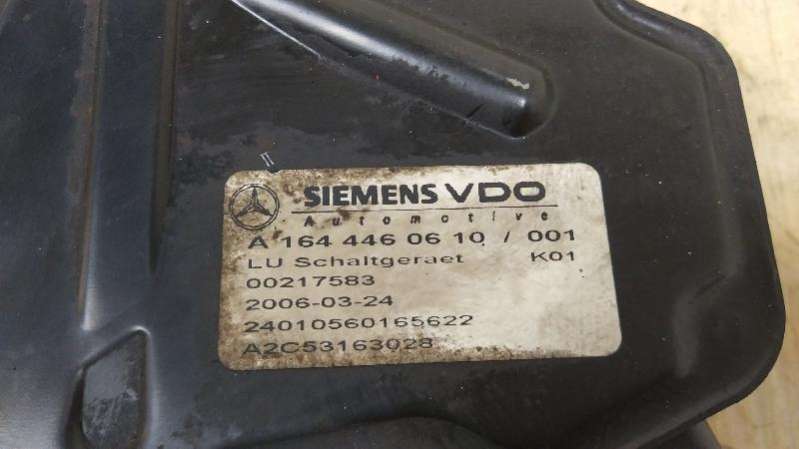 SIEMENS VDO
Automotive
A 164 446 06 10 / 001
LU Schaltgeraet K01
00217583
2006-03-24
24010560165622
A2C53163028